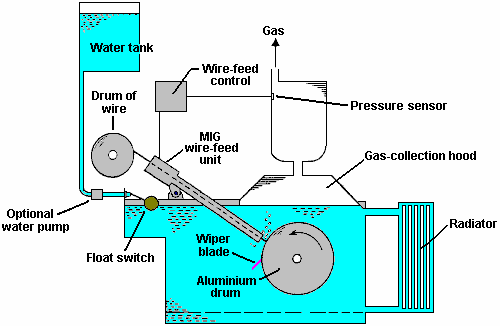 Gas
Water tank
Wire-feed
control
Drum of
wire
Pressure sensor
MIG
wire-feed
unit
Gas-collection hood
Optional
water pump
Float switch
Wiper
blade
Aluminium
drum
Radiator